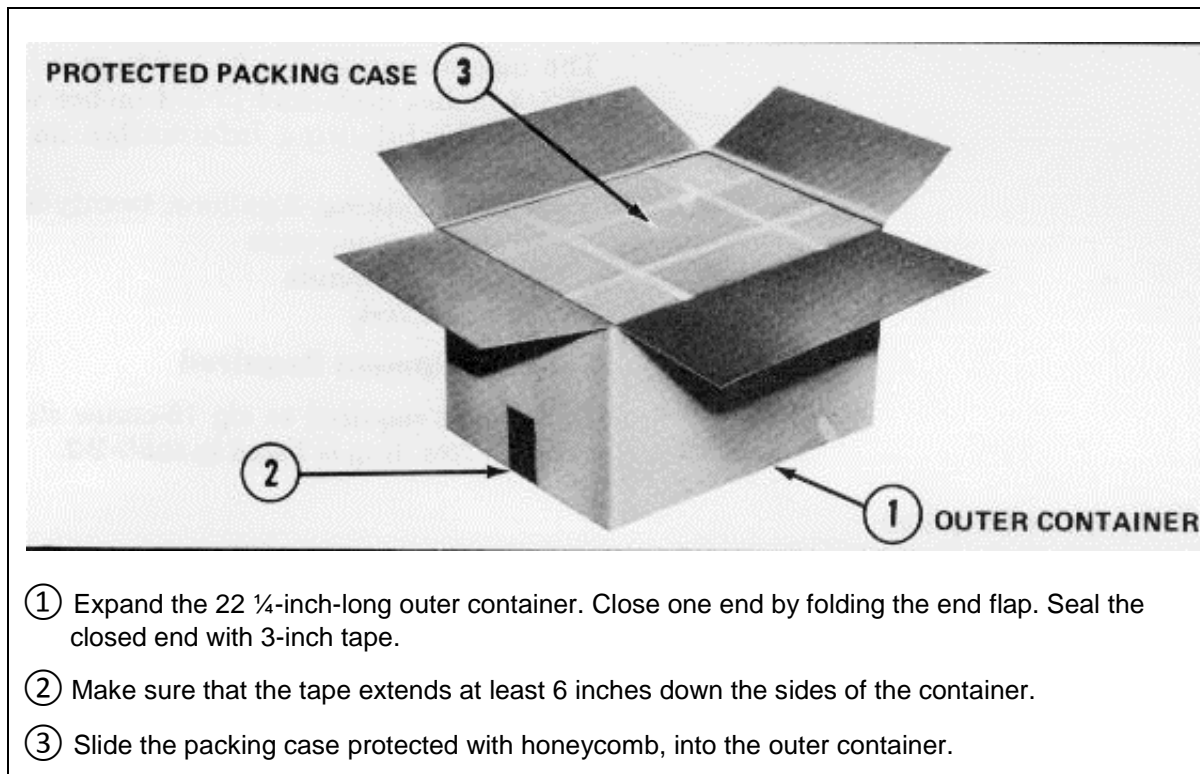 PROTECTED PACKING CASE 3
2
1 OUTER CONTAINER
① Expand the 22 ¼-inch-long outer container. Close one end by folding the end flap. Seal the
closed end with 3-inch tape.
② Make sure that the tape extends at least 6 inches down the sides of the container.
③ Slide the packing case protected with honeycomb, into the outer container.